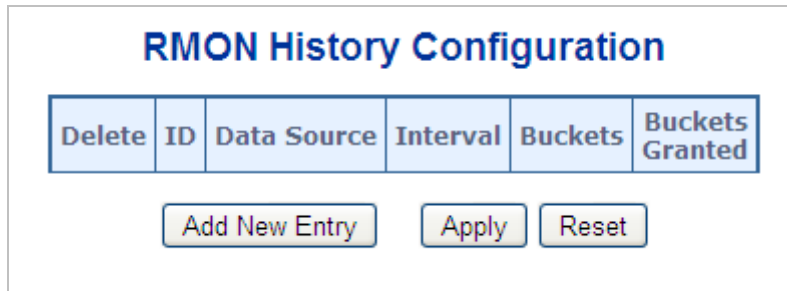 RMON History Configuration
Delete ID Data Source Interval Buckets Buckets Granted
Add New Entry Apply Reset